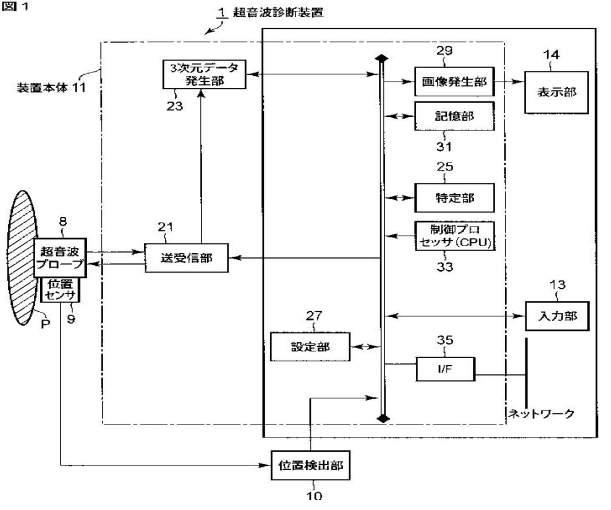 図1
1 超音波診断装置
装置本体 11
3次元データ
発生部
23
29
画像発生部
14
表示部
記憶部
31
25
特定部
制御プロ
セッサ(CPU)
33
8
超音波
プローブ
位置
センサ
9
P
21
送受信部
27
設定部
13
入力部
35
I/F
ネットワーク
位置検出部
10